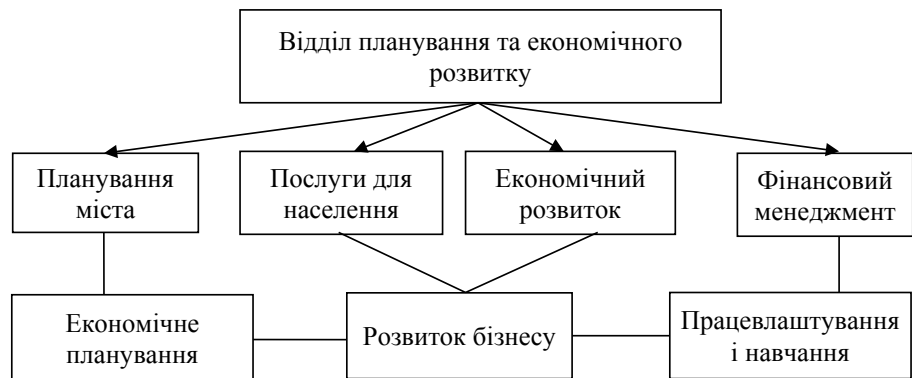 Відділ планування та економічного
розвитку
Планування
міста
Послуги для
населення
Економічний
розвиток
Фінансовий
менеджмент
Економічне
планування
Розвиток бізнесу
Працевлаштування
і навчання